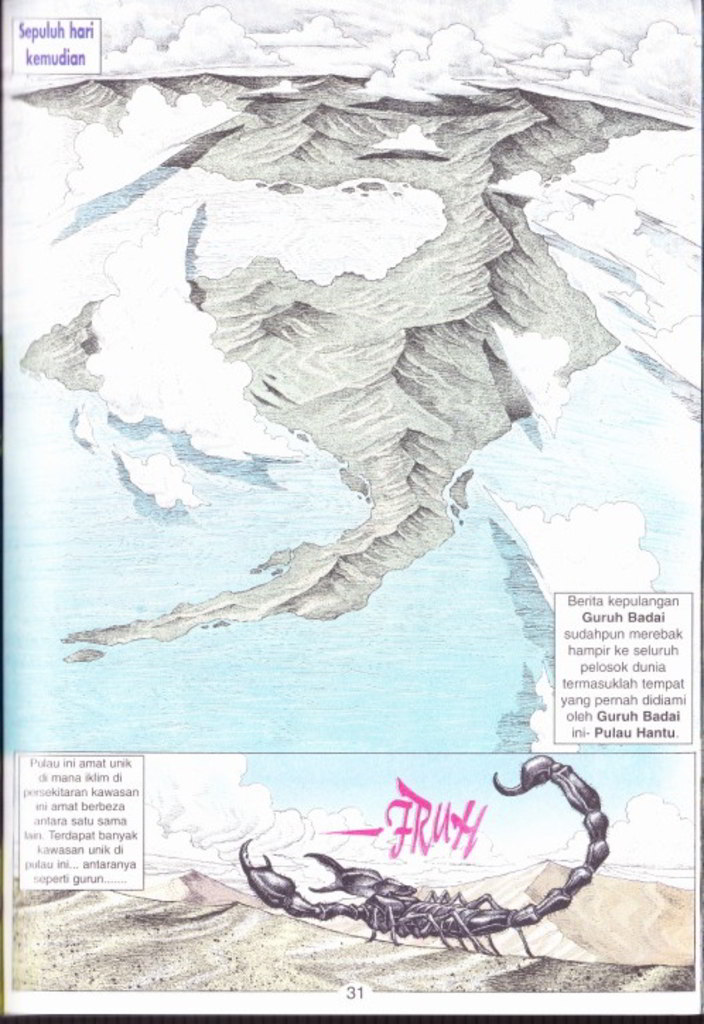 Sepuluh hari
kemudian
Berita kepulangan
Guruh Badai
sudahpun merebak
hampir ke seluruh
pelosok dunia
termasuklah tempat
yang pernah didiami
oleh Guruh Badai
ini- Pulau Hantu.
Pulau ini amat unik
di mana iklim di
persekitaran kawasan
ini amat berbeza
antara satu sama
lain. Terdapat banyak
kawasan unik di
pulau ini... antaranya
seperti gurun.......
FRUH
31